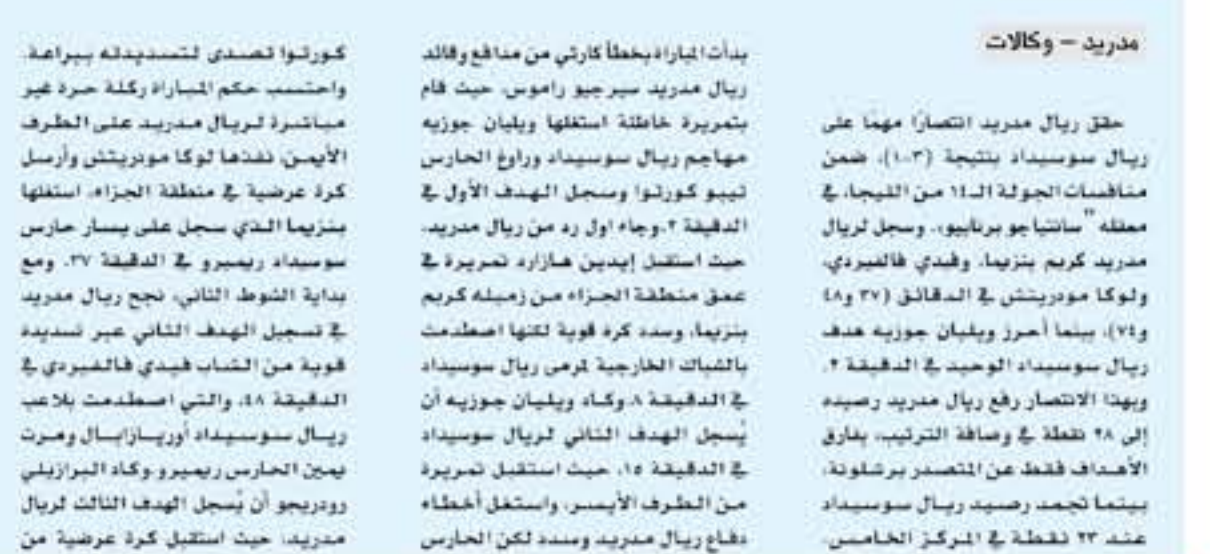 مدريد – وكالات
حقق ريال مدريد انتصارًا مهمًا على
ريال سوسيداد بنتيجة (٣-١)، ضمن
منافسات الجولة الـ١٤ من الليجا، في
معقله "سانتياجو برنابيو،. وسجل لريال
مدريد كريم بنزيما، وفيدي فالفيردي،
ولوكا مودريتش في الدقائق (٣٧ و٤٨
و٧٤)، بينما أحرز ويليان جوزيه هدف
ريال سوسيداد الوحيد في الدقيقة ٢.
وبهذا الانتصار رفع ريال مدريد رصيده
إلى ٢٨ نقطة في وصافة الترتيب، بفارق
الأهداف فقط عن المتصدر برشلونة،
بينما تجمد رصيد ريال سوسيداد
عند ٢٣ نقطة في المركز الخامس.
بدأت المباراة بخطأ كارثي من مدافع وقائد
ريال مدريد سيرجيو راموس، حيث قام
بتمريرة خاطئة استغلها ويليان جوزيه
مهاجم ريال سوسيداد وراوغ الحارس
تيبو كورتوا وسجل الهدف الأول في
الدقيقة ٢.وجاء اول رد من ريال مدريد،
حيث استقبل إيدين هازارد تمريرة في
عمق منطقة الجزاء من زميله كريم
بنزيما، وسدد كرة قوية لكنها اصطدمت
بالشباك الخارجية لمرمى ريال سوسيداد
في الدقيقة ٨.وكاد ويليان جوزيه أن
يُسجل الهدف الثاني لريال سوسيداد
في الدقيقة ١٥، حيث استقبل تمريرة
من الطرف الأيسر، واستغل أخطاء
دفاع ريال مدريد وسدد لكن الحارس
كورتوا تصدى لتسديدته ببراعة.
واحتسب حكم المباراة ركلة حرة غير
مباشرة لريال مدريد على الطرف
الأيمن، نفذها لوكا مودريتش وأرسل
كرة عرضية في منطقة الجزاء، استغلها
بنزيما الذي سجل على يسار حارس
سوسيداد ريميرو في الدقيقة ٣٧. ومع
بداية الشوط الثاني، نجح ريال مدريد
في تسجيل الهدف الثاني عبر تسديدة
قوية من الشاب فيدي فالفيردي في
الدقيقة ٤٨، والتي اصطدمت بلاعب
ريال سوسيداد أوريـازابـال ومرت
يمين الحارس ريميرو.وكاد البرازيلي
رودريجو أن يُسجل الهدف الثالث لريال
مدريد، حيث استقبل كرة عرضية من